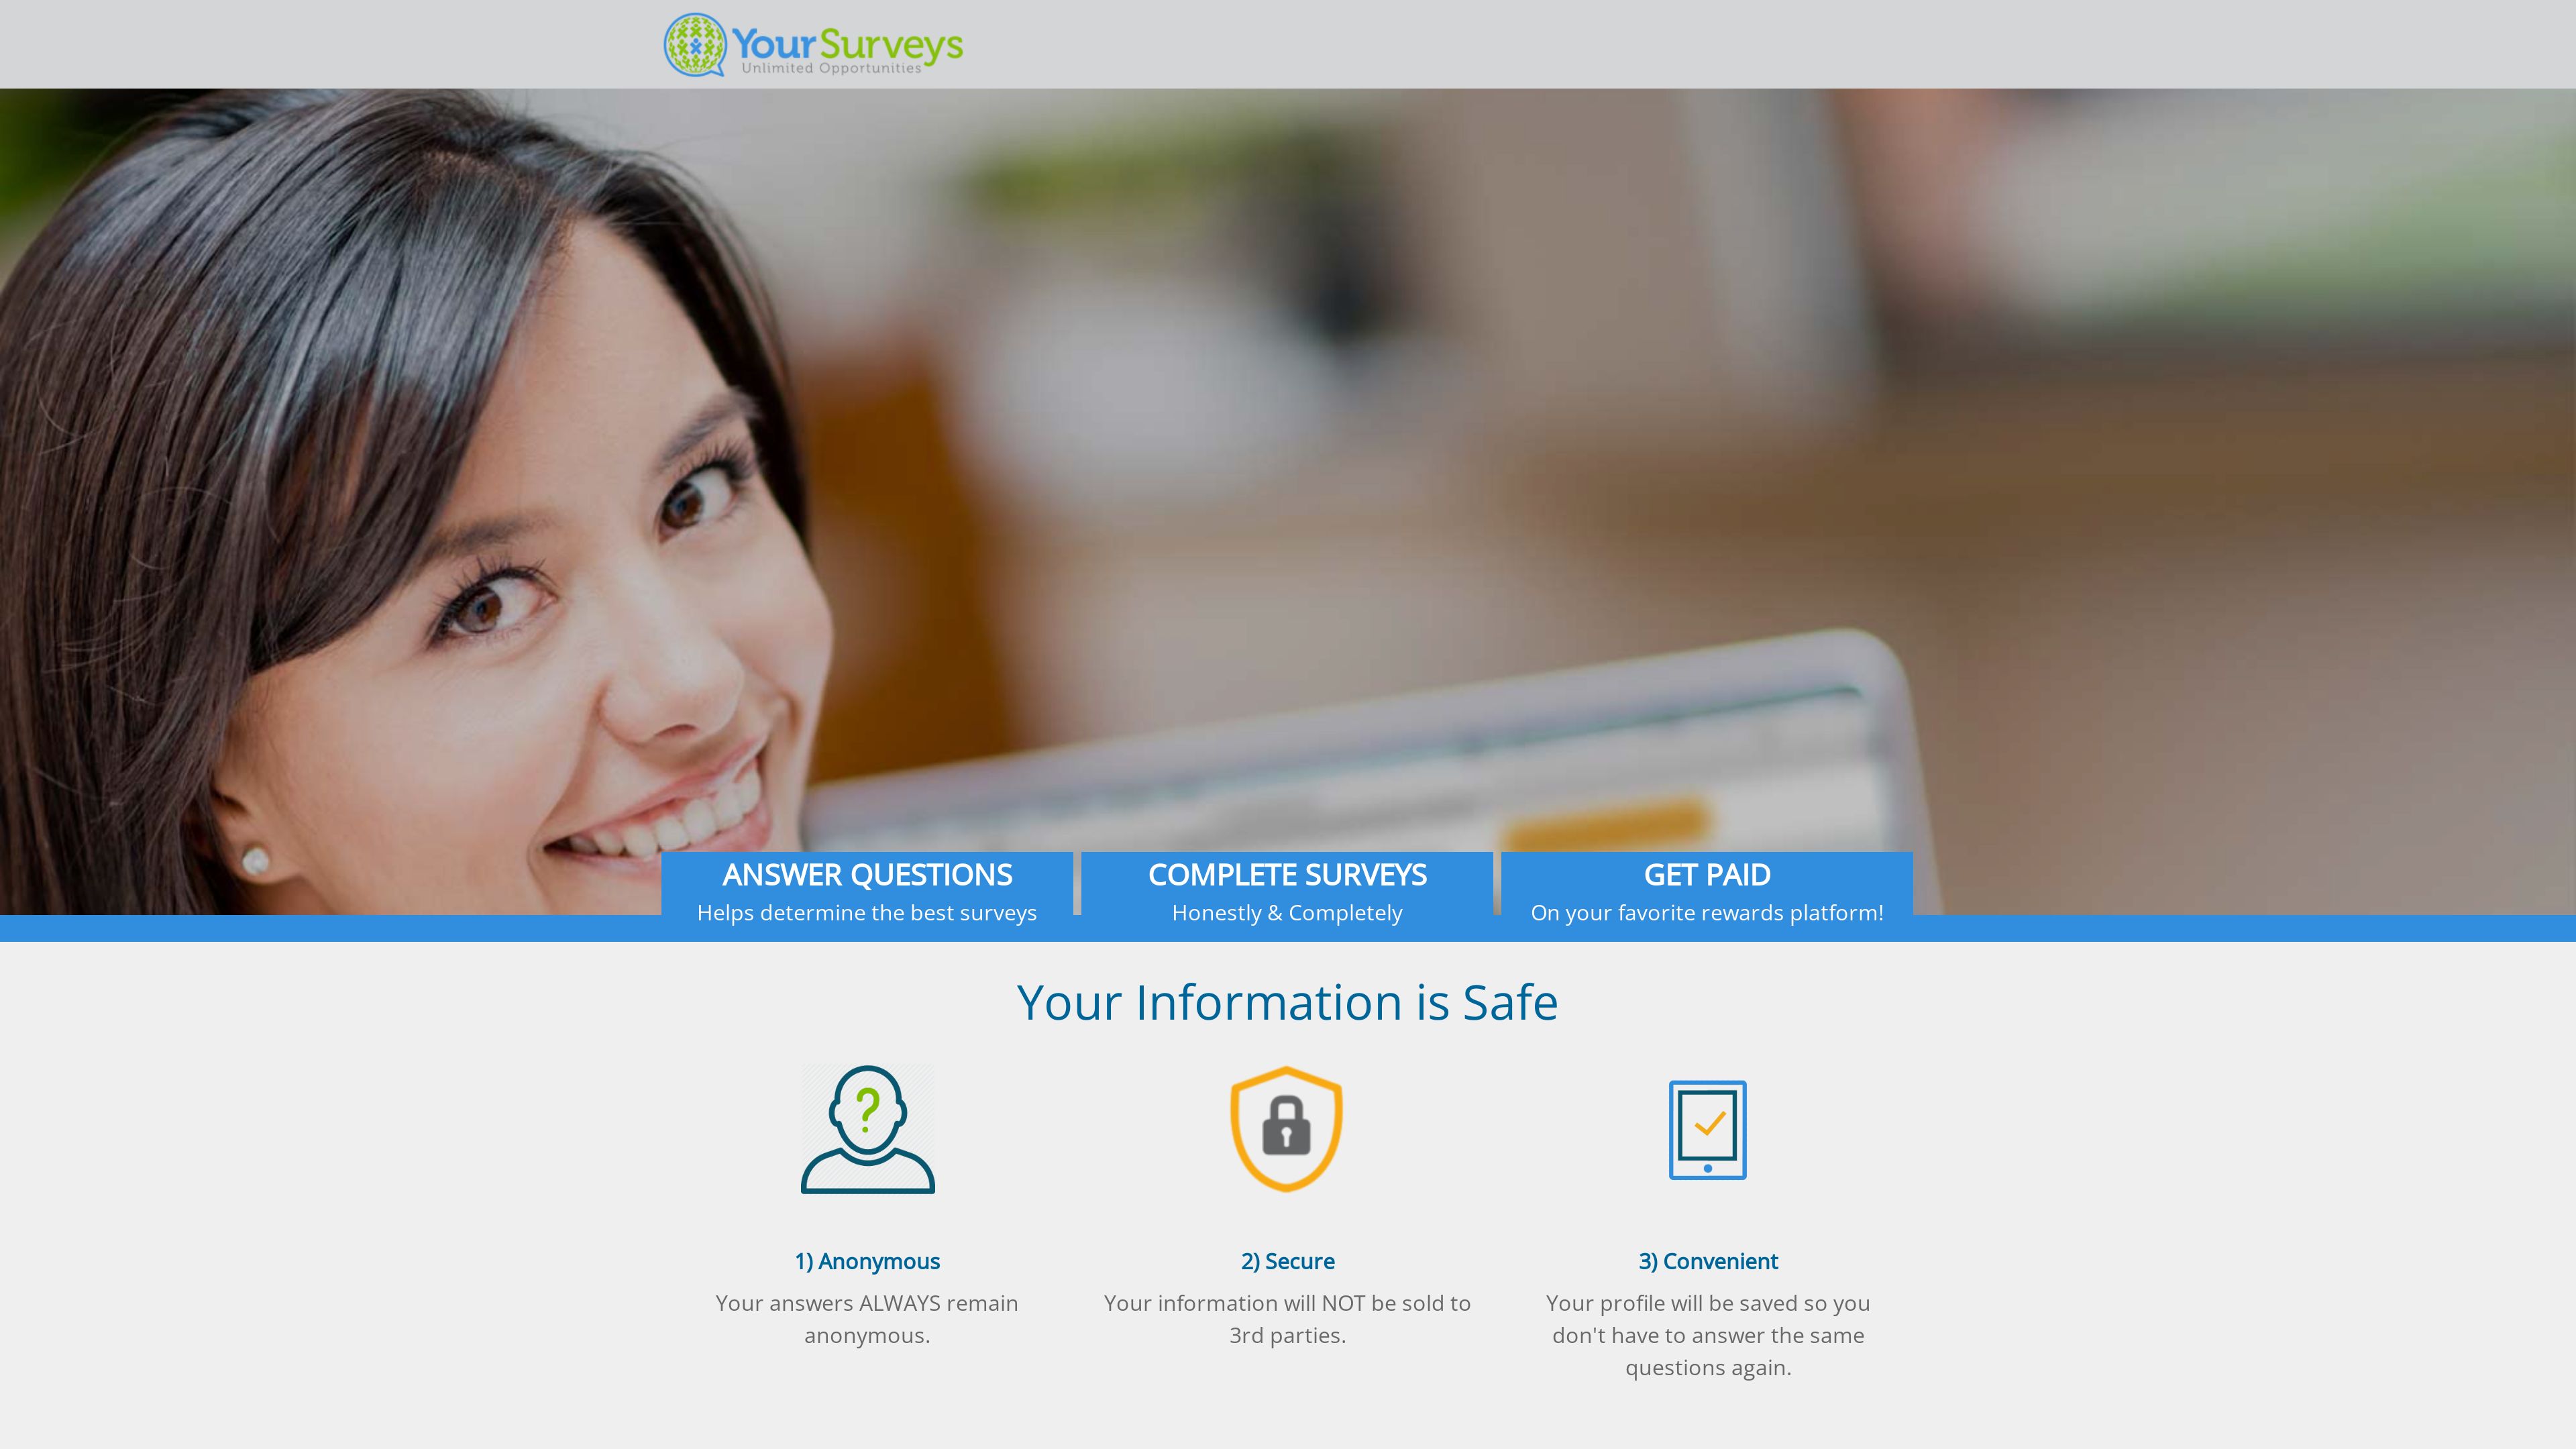 YourSurveys
Unlimited Opportunities
ANSWER QUESTIONS
Helps determine the best surveys
COMPLETE SURVEYS
Honestly & Completely
GET PAID
On your favorite rewards platform!
Your Information is Safe
?
1) Anonymous
Your answers ALWAYS remain
anonymous.
2) Secure
Your information will NOT be sold to
3rd parties.
3) Convenient
Your profile will be saved so you
don't have to answer the same
questions again.